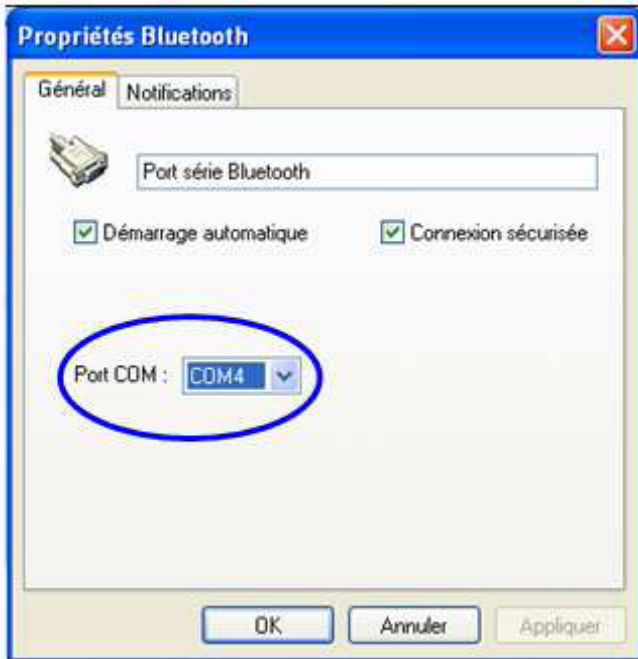 Propriétés Bluetooth
Général Notifications
Port série Bluetooth
Démarrage automatique Connexion sécurisée
Port COM : COM4
OK Annuler Appliquer